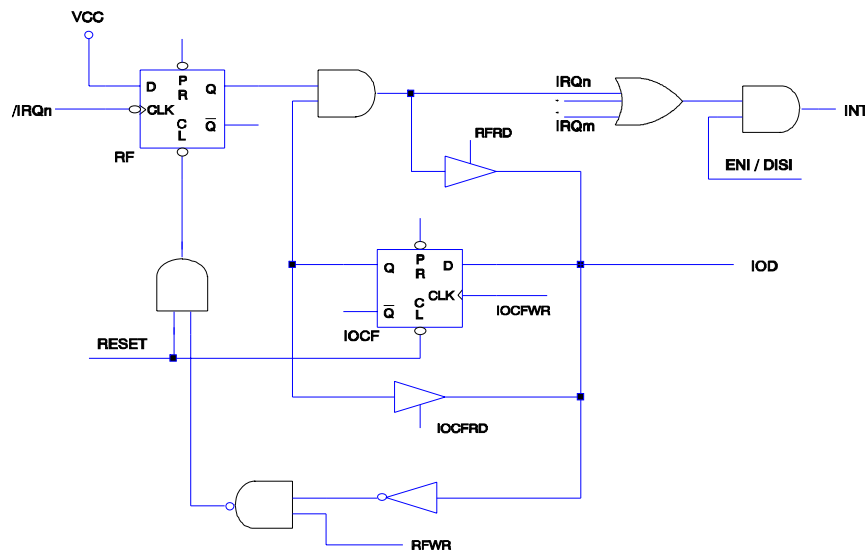 VCC
D
P
R
Q
/IRQn
CLK
C
L
Q
RF
IRQn
IRQm
INT
RFRD
ENI / DISI
Q
P
R
D
IOD
CLK
IOCFWR
Q
C
L
IOCF
RESET
IOCFRD
RFWR